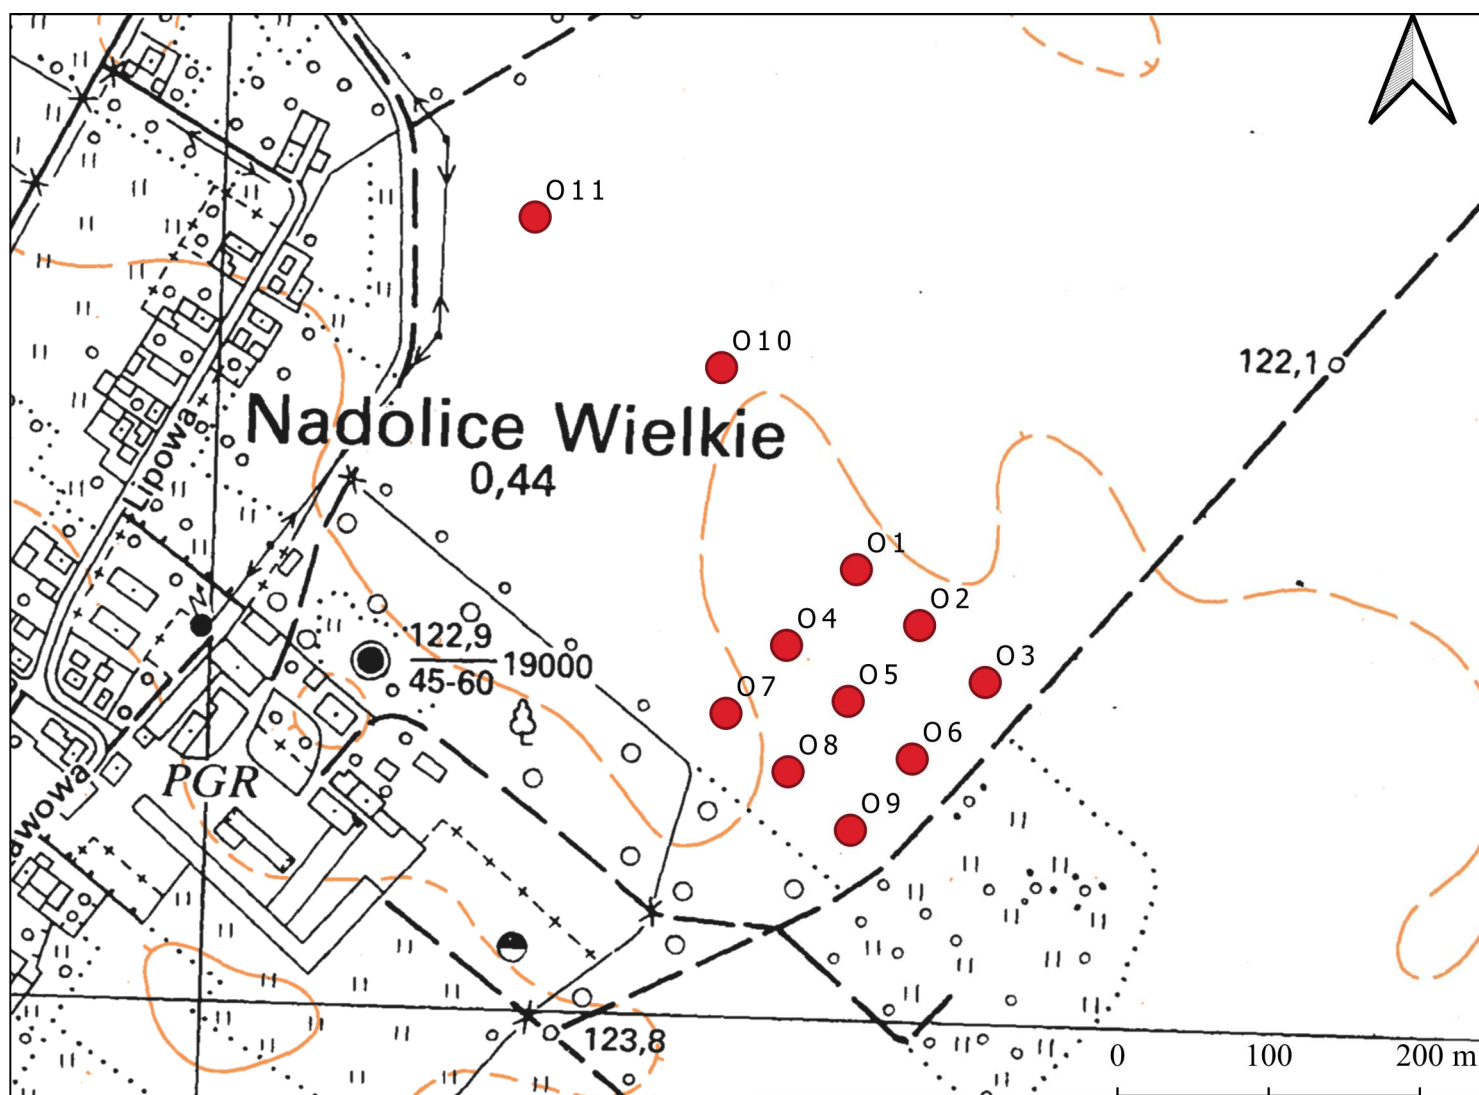 O11
O10
122,1
Nadolice Wielkie
0,44
Lipowa
O1
O2
O4
O3
122,9
45-60
19000
O5
O7
O6
O8
PGR
O9
awowa
123,8
0 100 200 m